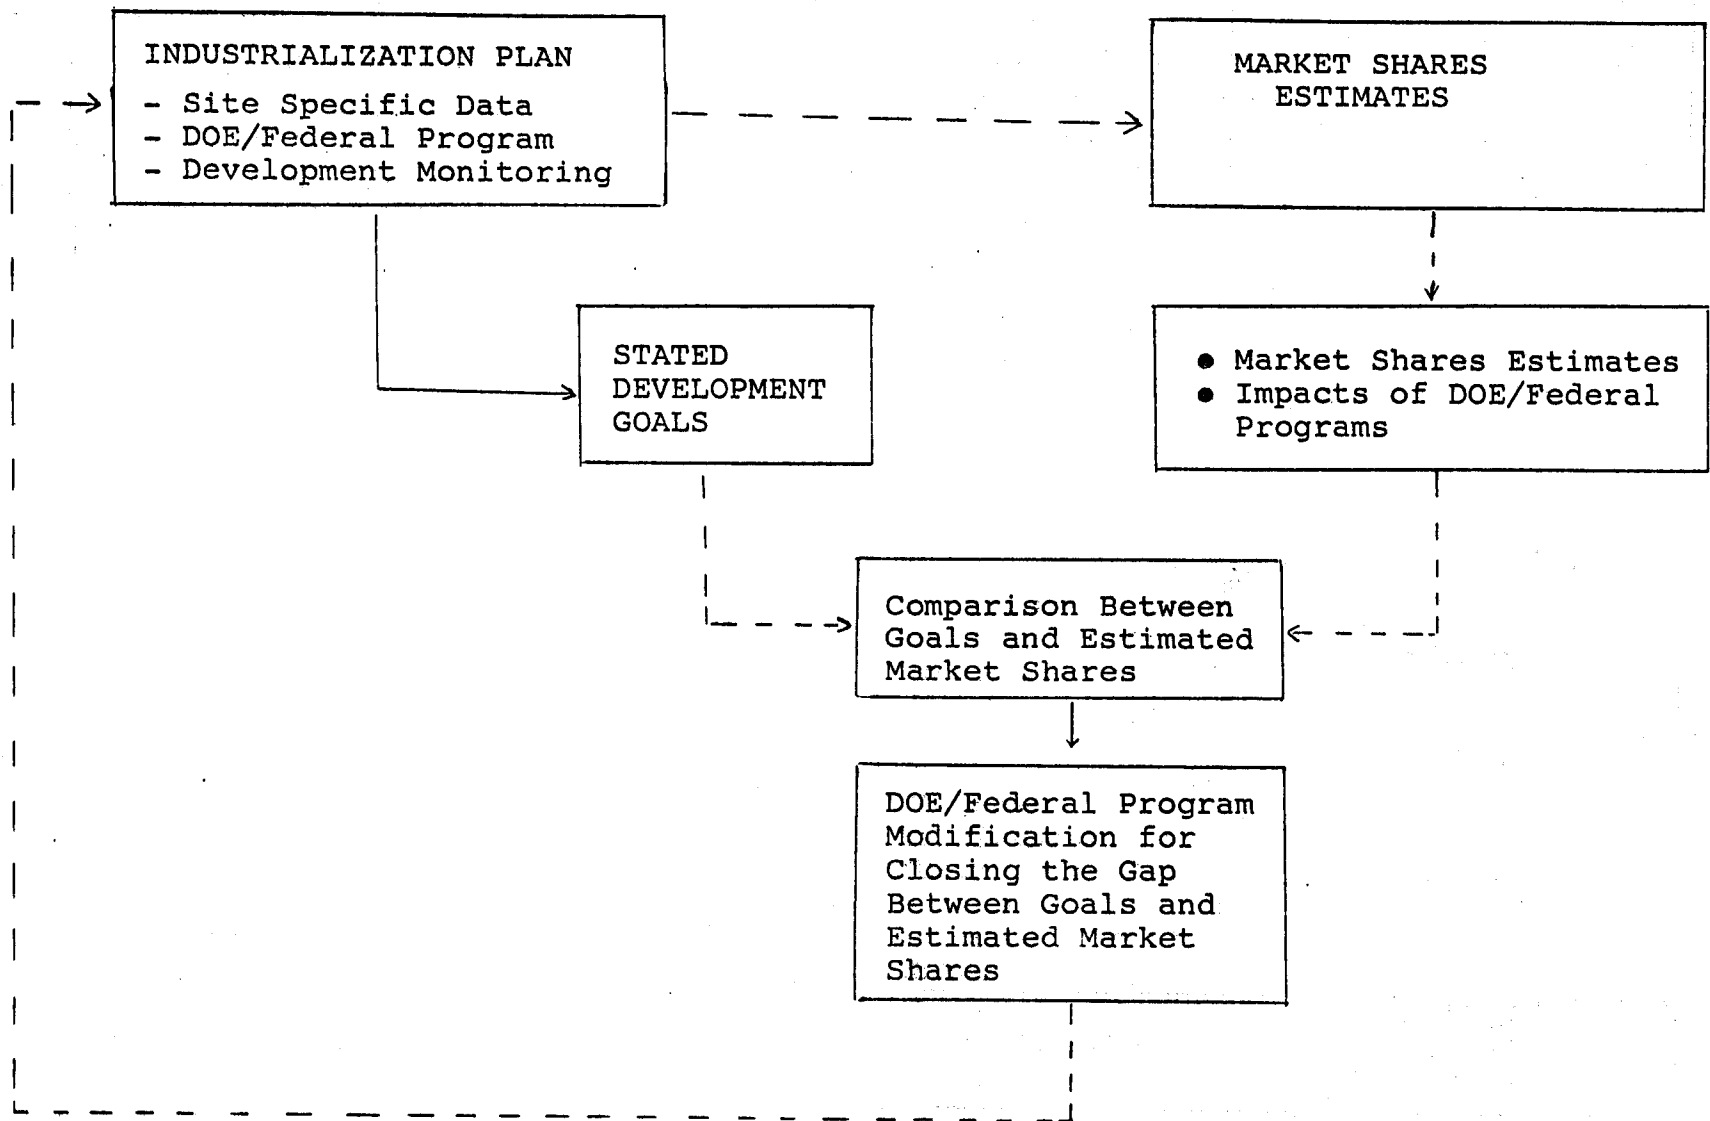 INDUSTRIALIZATION PLAN
- Site Specific Data
- DOE/Federal Program
- Development Monitoring
MARKET SHARES
ESTIMATES
STATED
DEVELOPMENT
GOALS
● Market Shares Estimates
● Impacts of DOE/Federal
Programs
Comparison Between
Goals and Estimated
Market Shares
DOE/Federal Program
Modification for
Closing the Gap
Between Goals and
Estimated Market
Shares